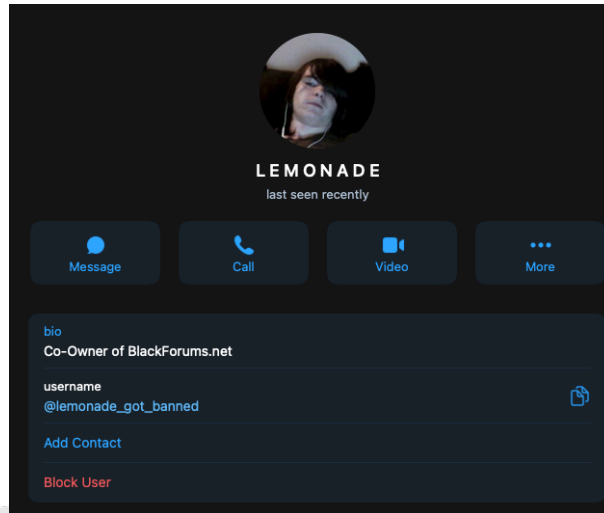 LEMONADE
last seen recently
Message
Call
Video
More
bio
Co-Owner of BlackForums.net
username
@lemonade_got_banned
Add Contact
Block User